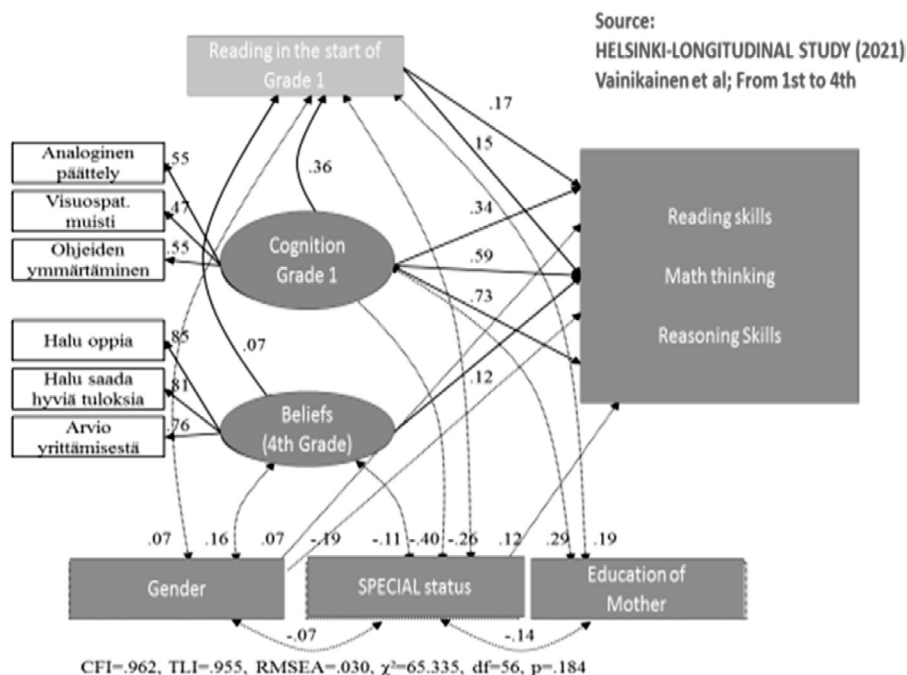 Source:
HELSINKI-LONGITUDINAL STUDY (2021)
Vainikainen et al; From 1st to 4th
Reading in the start of
Grade 1
.17
.15
Analoginen
päättely
.55
Visuospat.
muisti
.47
Ohjeiden
ymmärtäminen
.55
.36
Cognition
Grade 1
.34
.59
.73
Reading skills
Math thinking
Reasoning Skills
Halu oppia
.85
Halu saada
hyviä tuloksia
.81
Arvio
yrittämisestä
.76
.07
Beliefs
(4th Grade)
.12
.07
.16
.07
-.19
-.11
-.40
-.26
.12
.29
.19
Gender
SPECIAL status
Education of
Mother
-.07
-.14
CFI=.962, TLI=.955, RMSEA=.030, χ²=65.335, df=56, p=.184